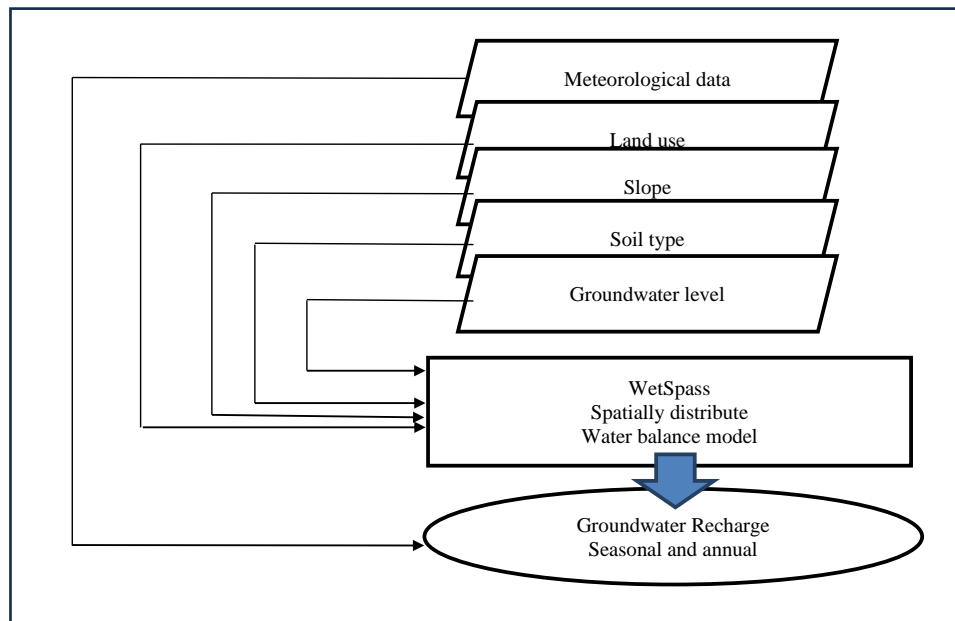 Meteorological data
Land use
Slope
Soil type
Groundwater level
WetSpass
Spatially distribute
Water balance model
Groundwater Recharge
Seasonal and annual